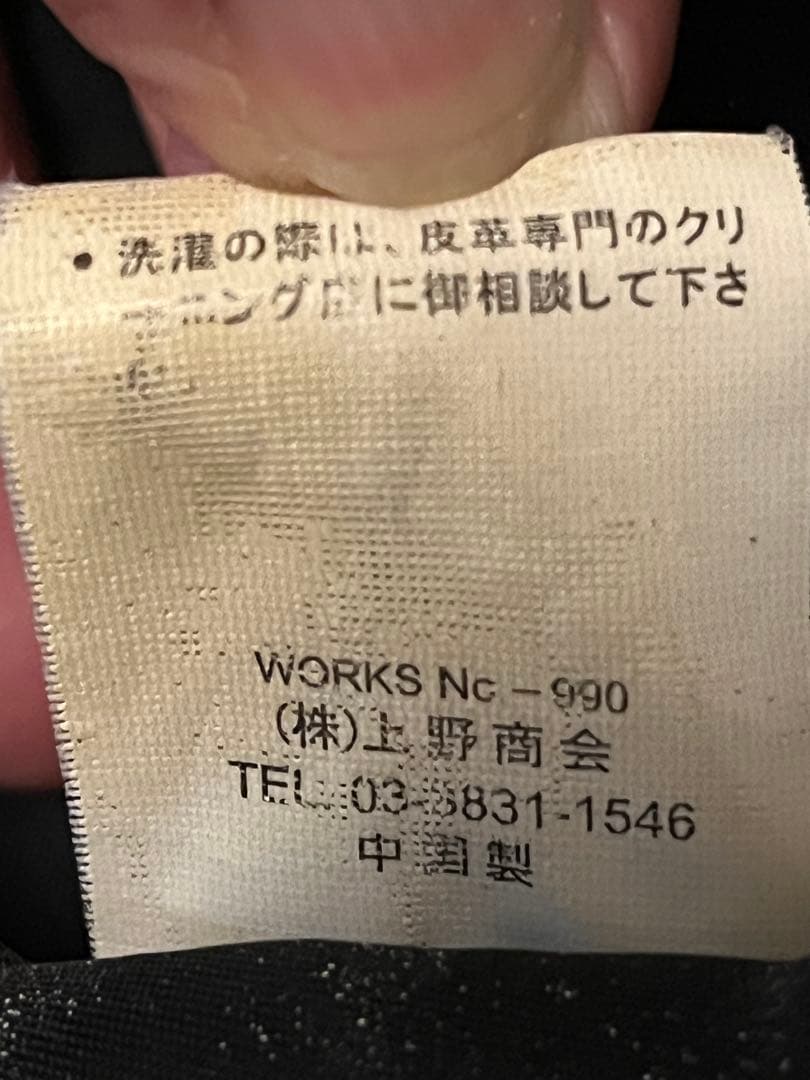 • 洗濯の際は、皮革専門のクリ
ーニング店に御相談して下さ
い。
WORKS No -990
(株)上野商会
TEL. 03-3831-1546
中国製